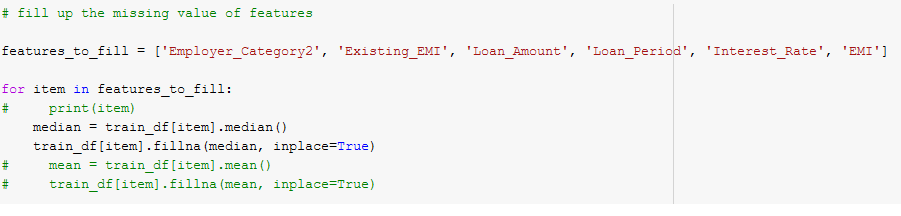 # fill up the missing value of features
features_to_fill = ['Employer_Category2', 'Existing_EMI', 'Loan_Amount', 'Loan_Period', 'Interest_Rate', 'EMI']
for item in features_to_fill:
#     print(item)
    median = train_df[item].median()
    train_df[item].fillna(median, inplace=True)
#     mean = train_df[item].mean()
#     train_df[item].fillna(mean, inplace=True)